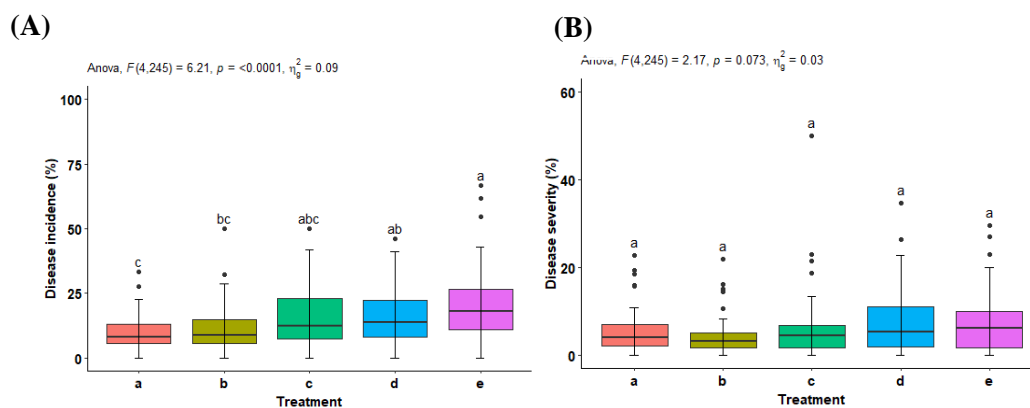 (A)
Anova, F(4,245) = 6.21, p = <0.0001, η²g = 0.09
Disease incidence (%)
100
75
50
25
0
c
bc
abc
ab
a
a b c d e
Treatment
(B)
Anova, F(4,245) = 2.17, p = 0.073, η²g = 0.03
Disease severity (%)
60
40
20
0
a
a
a
a
a
a b c d e
Treatment